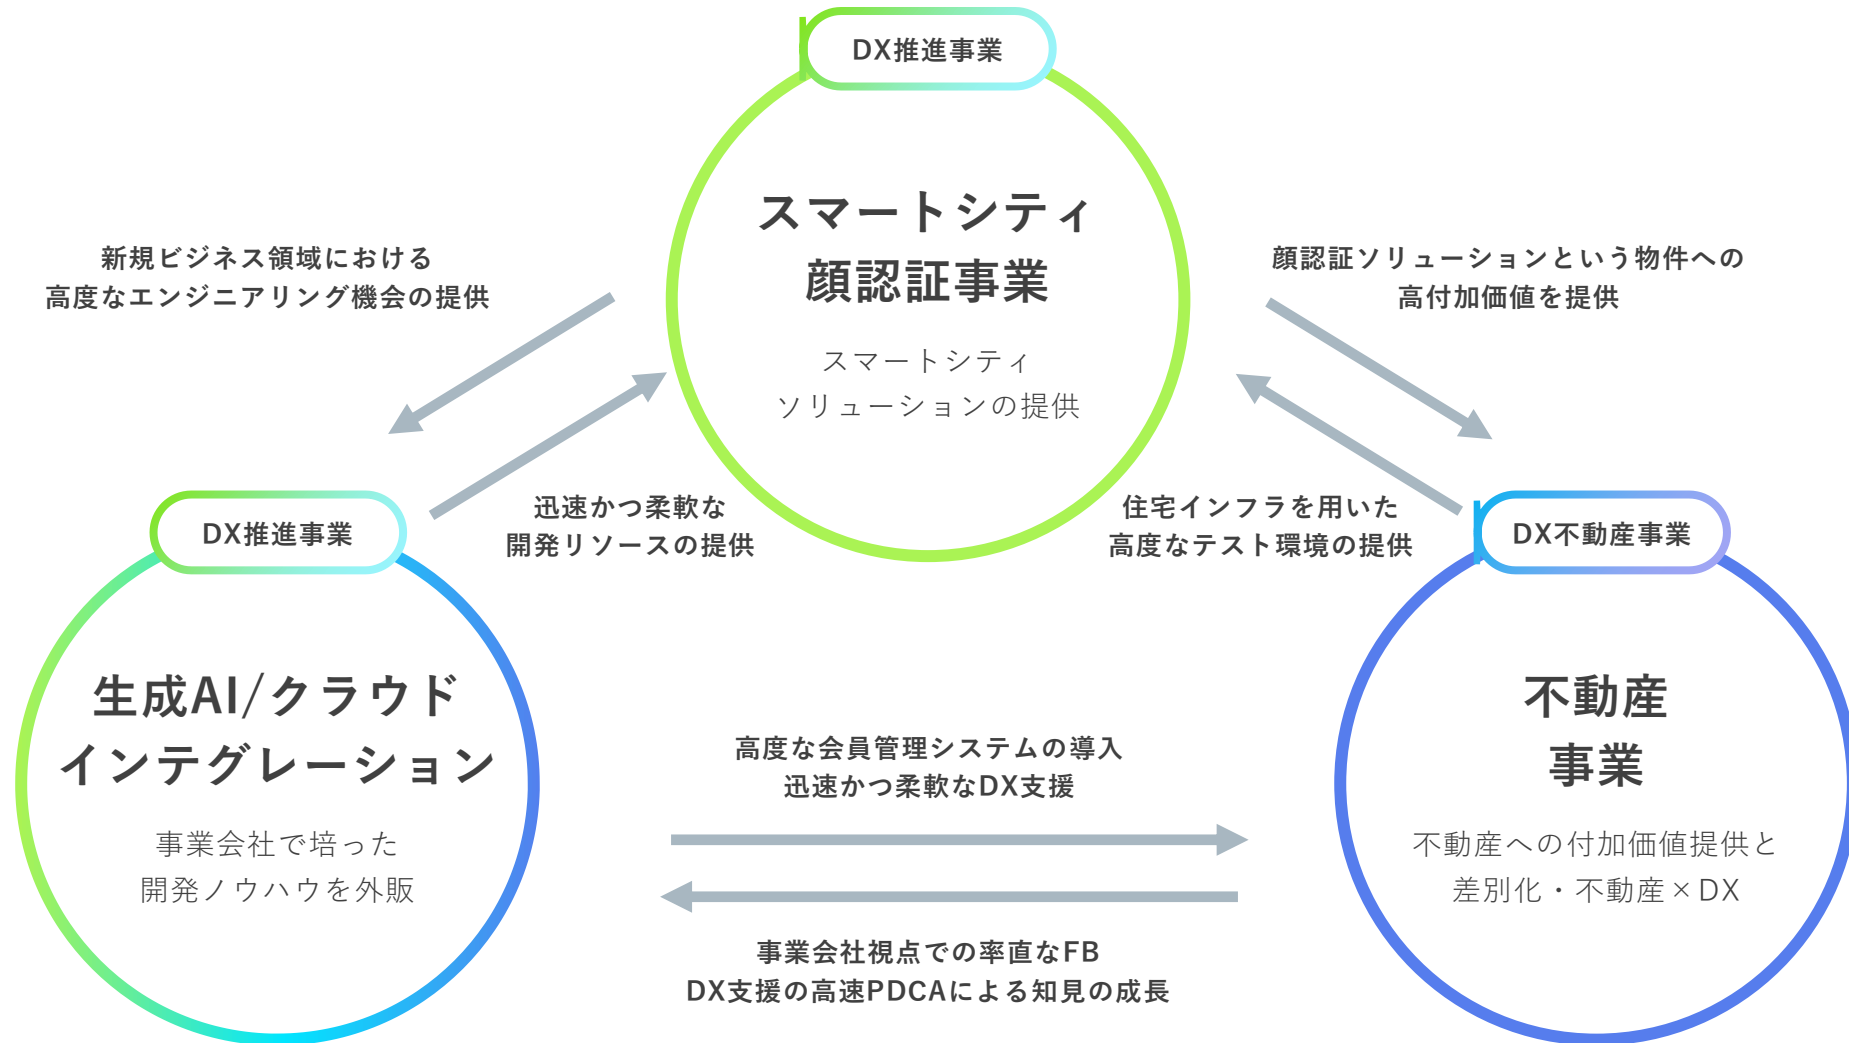 DX推進事業
スマートシティ
顔認証事業
スマートシティ
ソリューションの提供
新規ビジネス領域における
高度なエンジニアリング機会の提供
顔認証ソリューションという物件への
高付加価値を提供
迅速かつ柔軟な
開発リソースの提供
住宅インフラを用いた
高度なテスト環境の提供
DX推進事業
生成AI/クラウド
インテグレーション
事業会社で培った
開発ノウハウを外販
高度な会員管理システムの導入
迅速かつ柔軟なDX支援
事業会社視点での率直なFB
DX支援の高速PDCAによる知見の成長
DX不動産事業
不動産
事業
不動産への付加価値提供と
差別化・不動産×DX